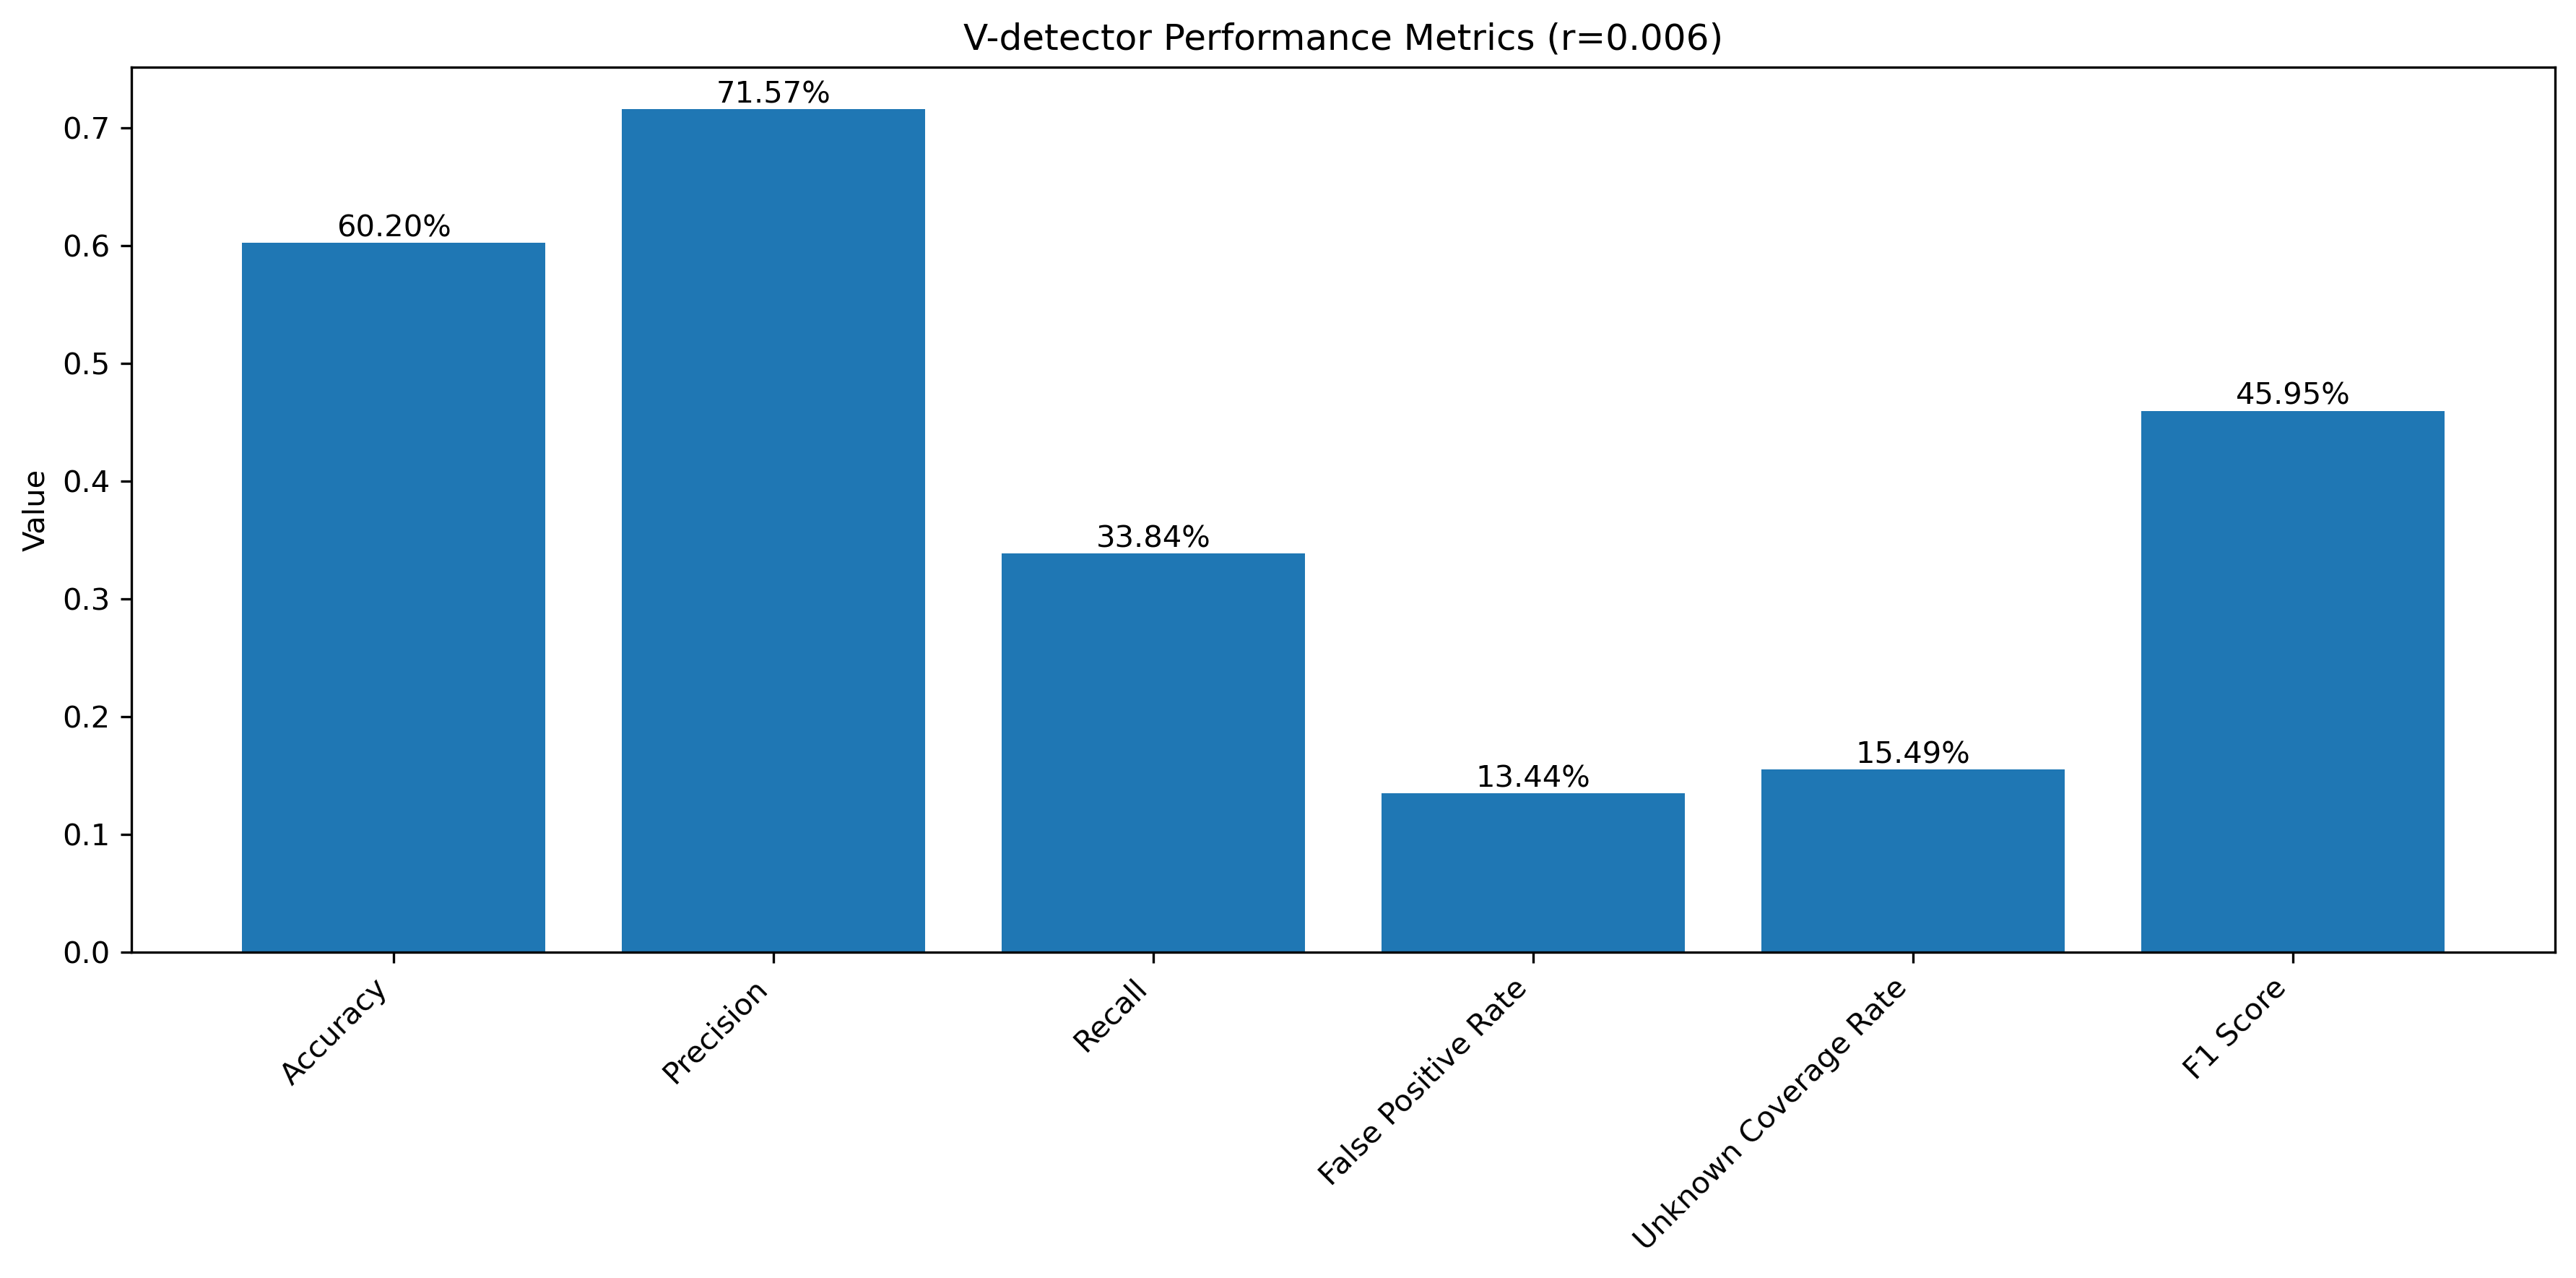 V-detector Performance Metrics (r=0.006)
Value
0.7
0.6
0.5
0.4
0.3
0.2
0.1
0.0
60.20%
71.57%
33.84%
13.44%
15.49%
45.95%
Accuracy
Precision
Recall
False Positive Rate
Unknown Coverage Rate
F1 Score